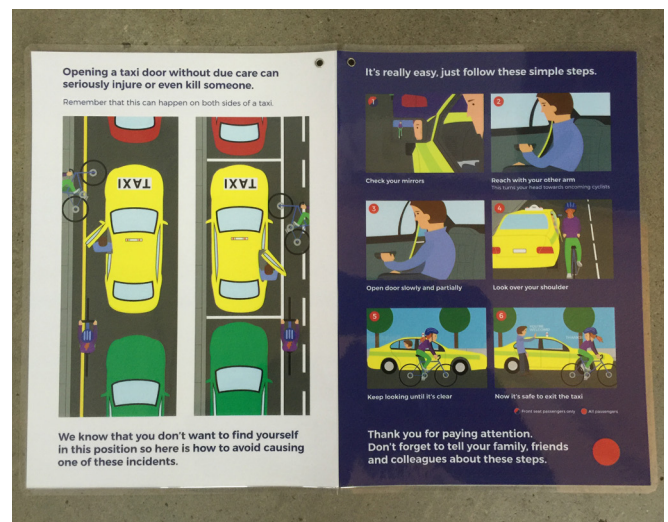 Opening a taxi door without due care can
seriously injure or even kill someone.
Remember that this can happen on both sides of a taxi.
TAXI
TAXI
We know that you don't want to find yourself
in this position so here is how to avoid causing
one of these incidents.
It's really easy, just follow these simple steps.
1
2
Check your mirrors
Reach with your other arm
This turns your head towards oncoming cyclists
3
4
Open door slowly and partially
Look over your shoulder
5
6
Keep looking until it's clear
Now it's safe to exit the taxi
Front seat passengers only
All passengers
Thank you for paying attention.
Don't forget to tell your family, friends
and colleagues about these steps.